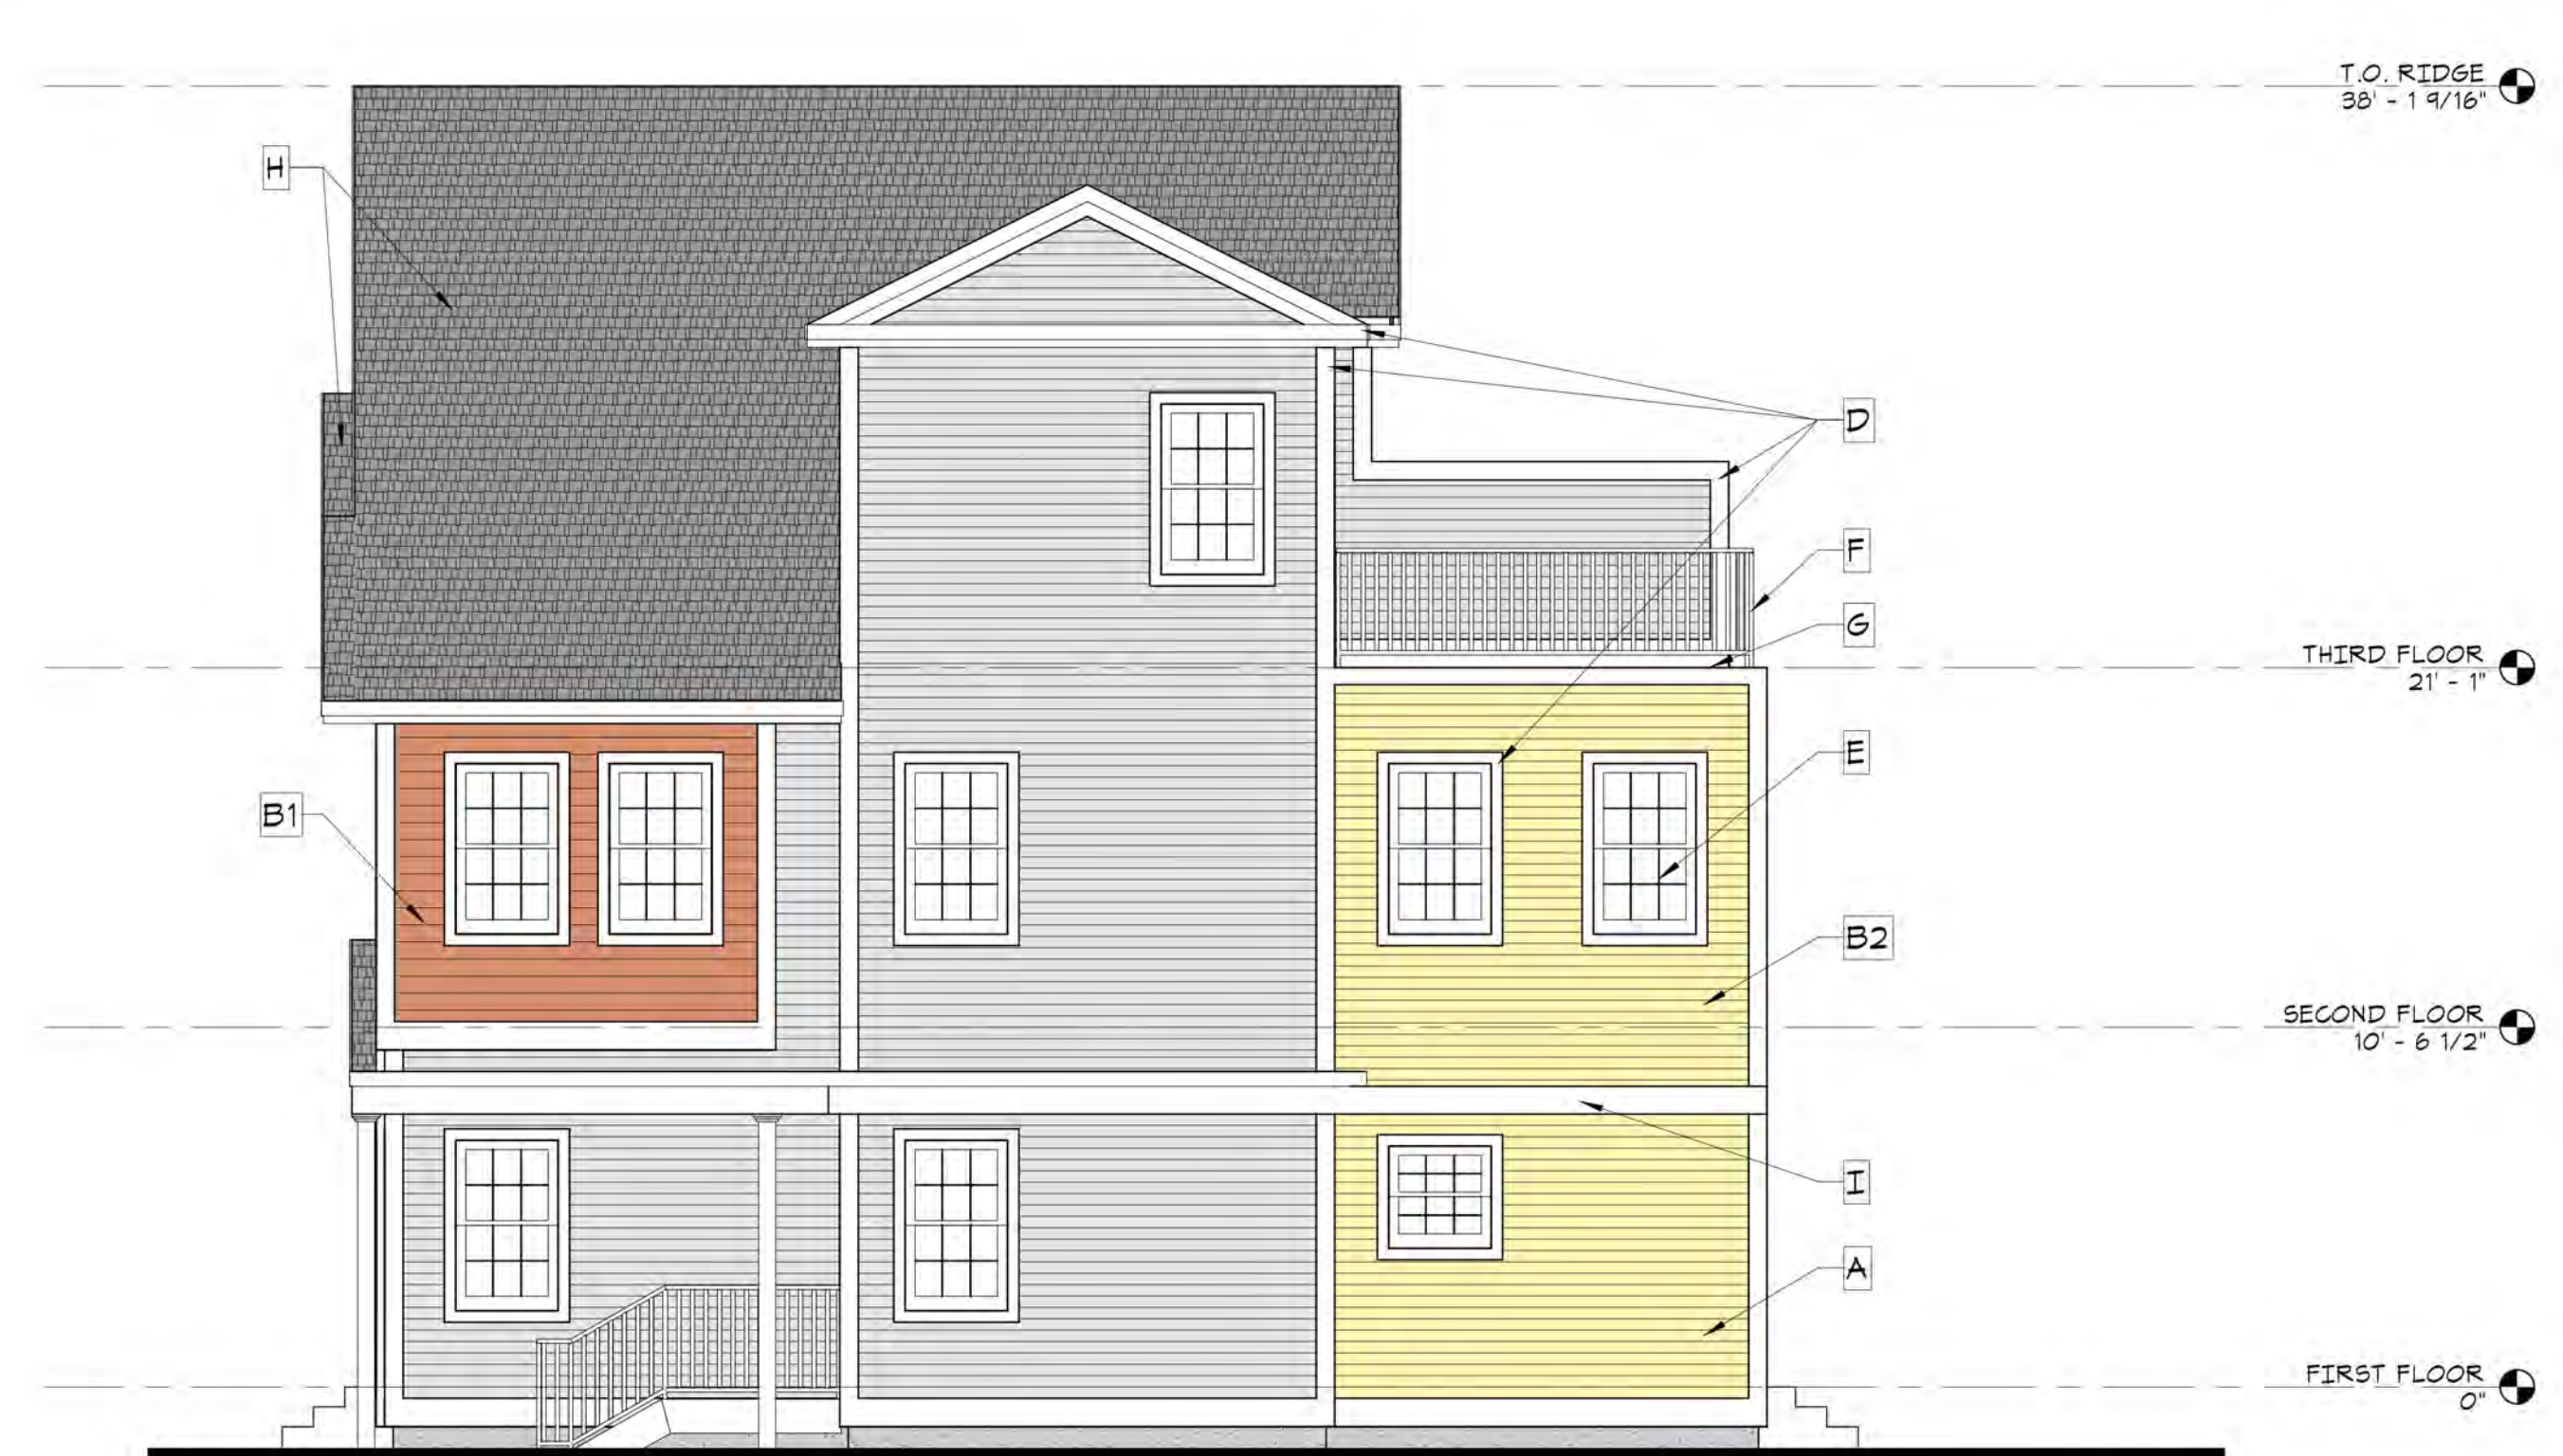 T.O. RIDGE
38' - 1 9/16"
H
D
F
G
THIRD FLOOR
21' - 1"
E
B1
B2
SECOND FLOOR
10' - 6 1/2"
I
A
FIRST FLOOR
0"